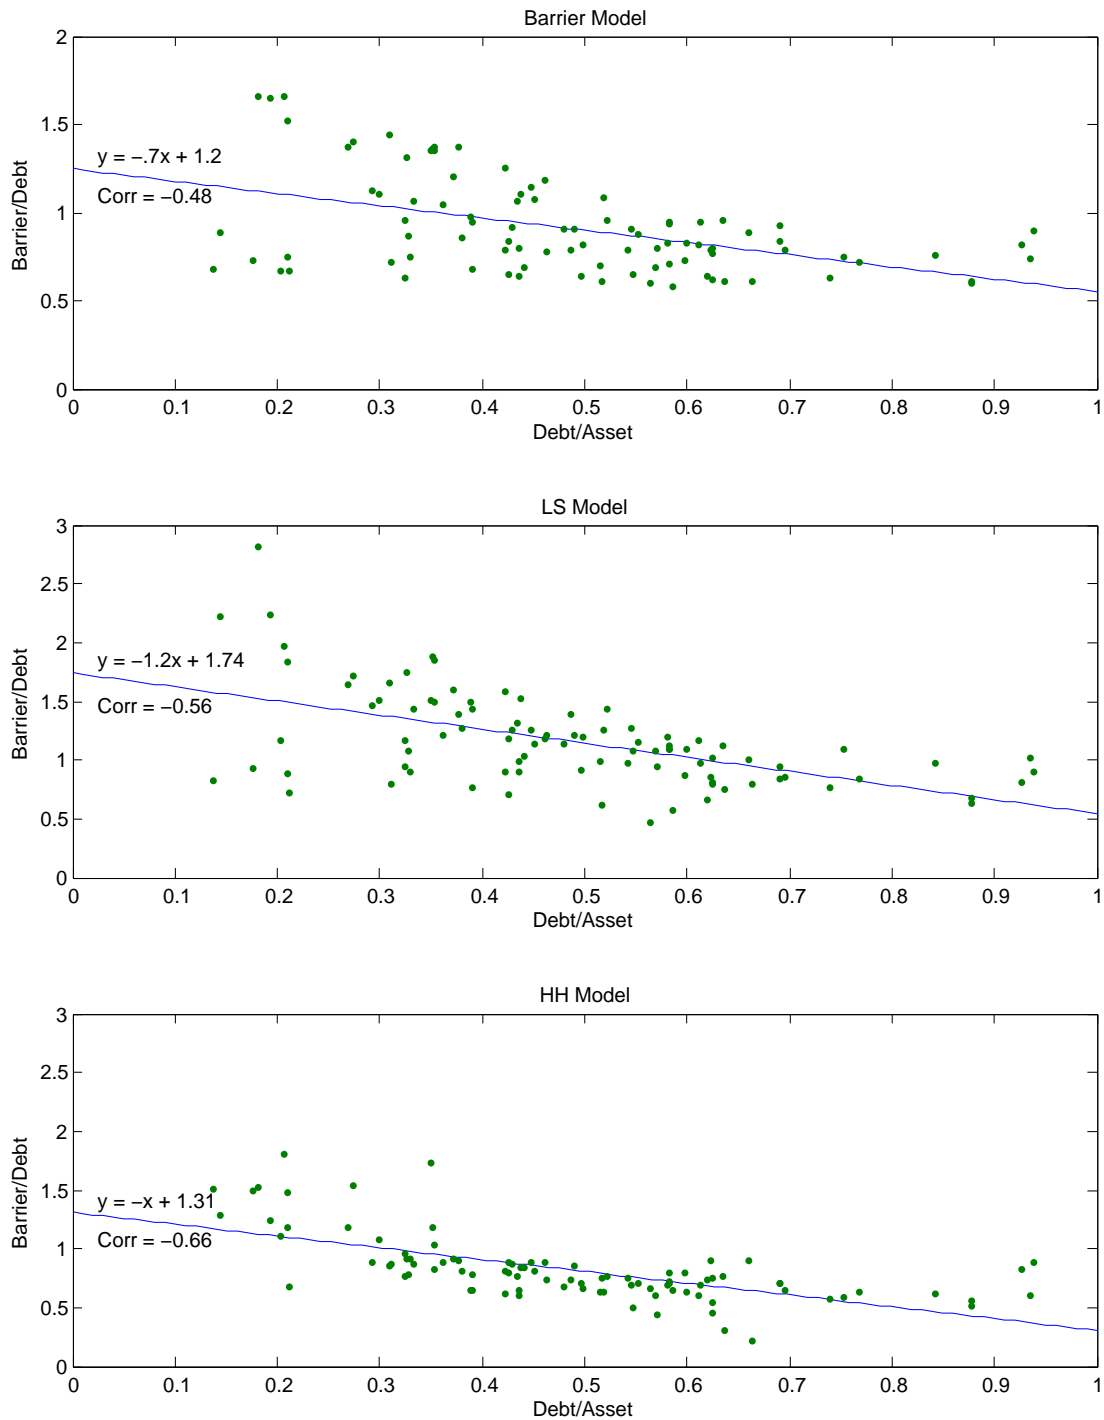 Barrier Model
2
1.5
1
0.5
0
Barrier/Debt
y = −.7x + 1.2
Corr = −0.48
0 0.1 0.2 0.3 0.4 0.5 0.6 0.7 0.8 0.9 1
Debt/Asset
LS Model
3
2.5
2
1.5
1
0.5
0
Barrier/Debt
y = −1.2x + 1.74
Corr = −0.56
0 0.1 0.2 0.3 0.4 0.5 0.6 0.7 0.8 0.9 1
Debt/Asset
HH Model
3
2.5
2
1.5
1
0.5
0
Barrier/Debt
y = −x + 1.31
Corr = −0.66
0 0.1 0.2 0.3 0.4 0.5 0.6 0.7 0.8 0.9 1
Debt/Asset